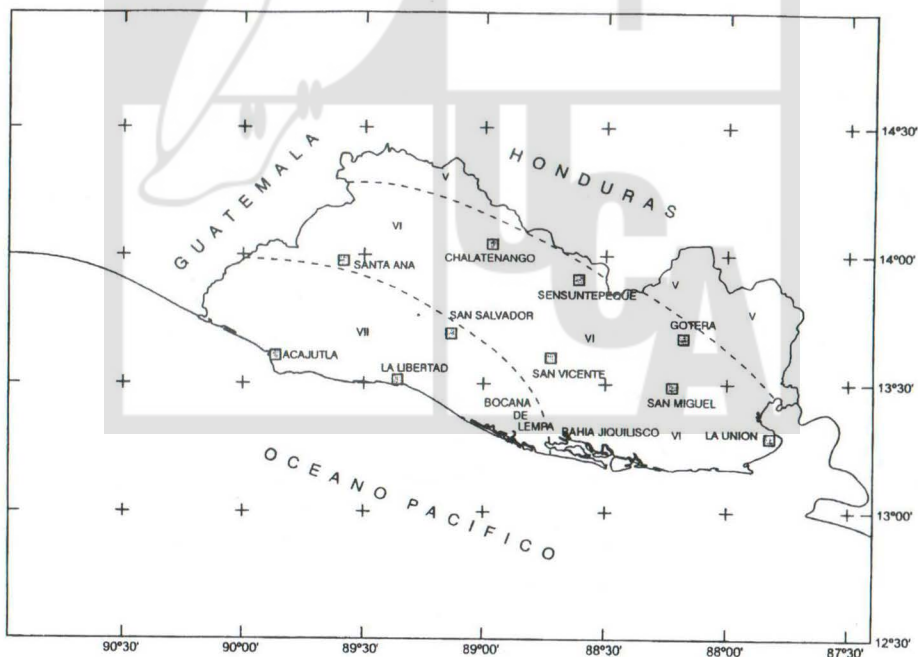 HONDURAS
GUATEMALA
V
14°30'
VI
CHALATENANGO
14°00'
SANTA ANA
SENSUNTEPEQUE
V
V
SAN SALVADOR
GOTERA
VII
VI
ACAJUTLA
SAN VICENTE
LA LIBERTAD
13°30'
SAN MIGUEL
BOCANA
DE
LEMPA
BAHIA JIQUILISCO
VI
LA UNION
OCEANO PACIFICO
13°00'
12°30'
90°30'
90°00'
89°30'
89°00'
88°30'
88°00'
87°30'
UCA